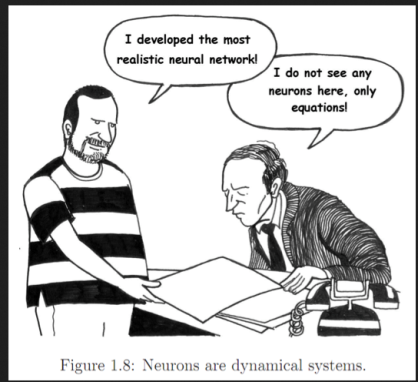 I developed the most
realistic neural network!
I do not see any
neurons here, only
equations!
Figure 1.8: Neurons are dynamical systems.